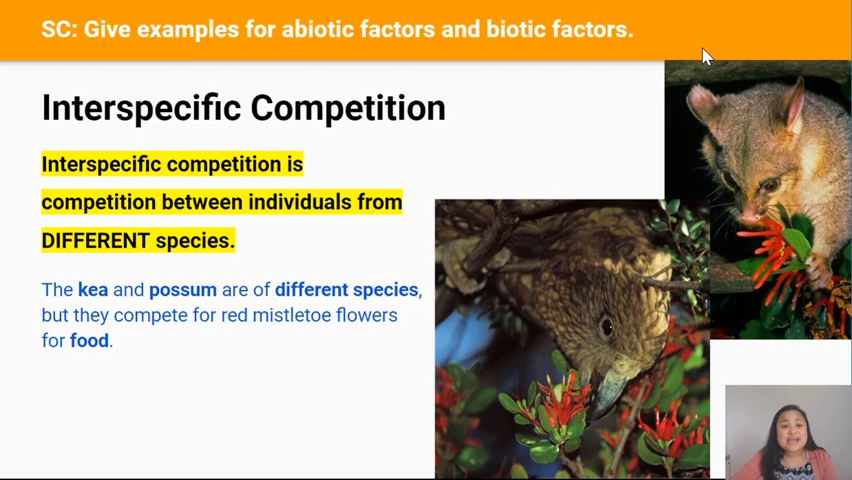 SC: Give examples for abiotic factors and biotic factors.
Interspecific Competition
Interspecific competition is
competition between individuals from
DIFFERENT species.
The kea and possum are of different species,
but they compete for red mistletoe flowers
for food.